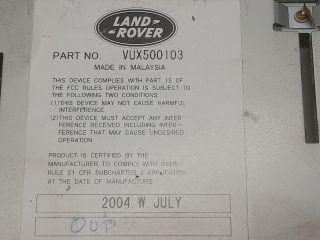 LAND-
ROVER
PART NO. VUX500103
MADE IN MALAYSIA
THIS DEVICE COMPLIES WITH PART 15 OF
THE FCC RULES OPERATION IS SUBJECT TO
THE FOLLOWING TWO CONDITIONS
(1)THIS DEVICE MAY NOT CAUSE HARMFUL
INTERFERENCE
(2)THIS DEVICE MUST ACCEPT ANY INTER-
FERENCE RECEIVED INCLUDING INTER-
FERENCE THAT MAY CAUSE UNDESIRED
OPERATION
PRODUCT IS CERTIFIED BY THE
MANUFACTURER TO COMPLY WITH DHHS
RULE 21 CFR SUBCHAPTER J APPLICATION
AT THE DATE OF MANUFACTURE
2004 W JULY